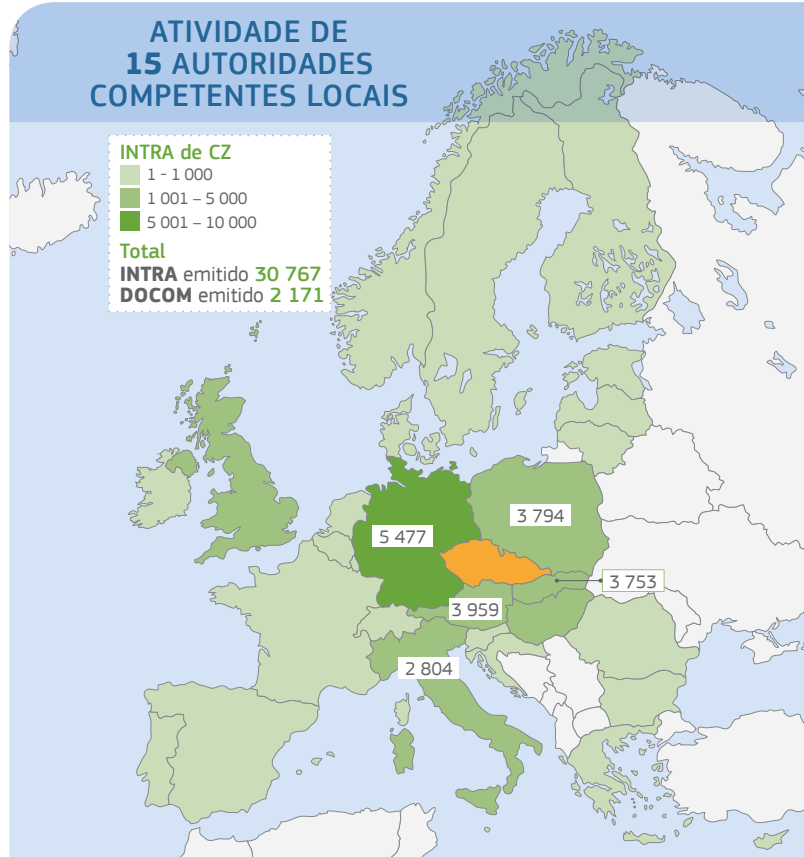 ATIVIDADE DE
15 AUTORIDADES
COMPETENTES LOCAIS
INTRA de CZ
1 - 1 000
1 001 – 5 000
5 001 – 10 000
Total
INTRA emitido 30 767
DOCOM emitido 2 171
3 794
5 477
3 753
3 959
2 804